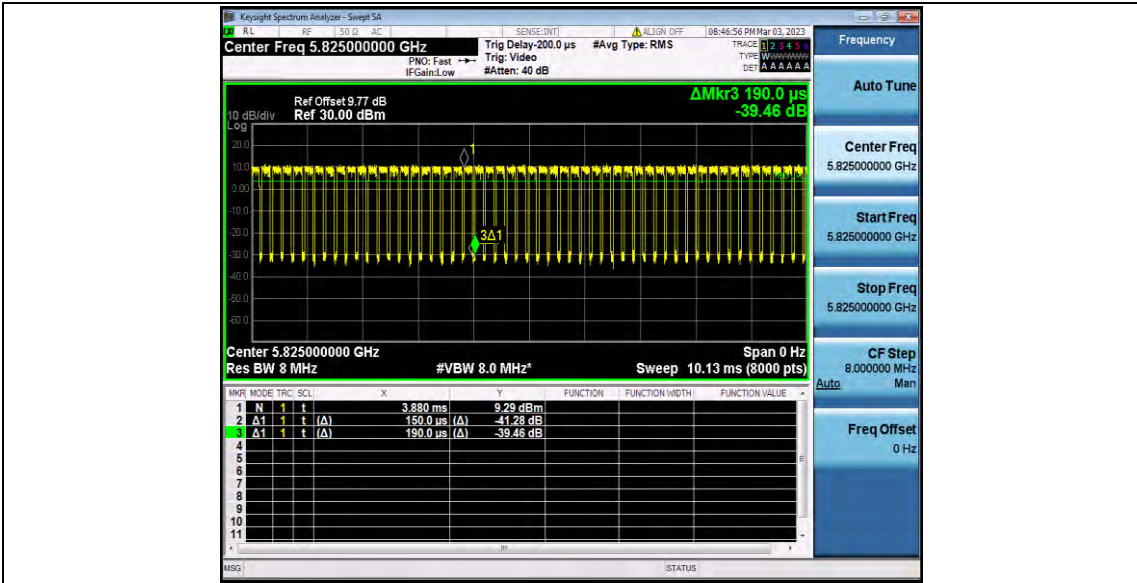 Keysight Spectrum Analyzer - Swept SA
RL RF 50 Ω AC SENSE:INT ALIGN OFF 08:46:56 PM Mar 03, 2023
Center Freq 5.825000000 GHz
PNO: Fast
IFGain:Low
Trig Delay-200.0 µs
Trig: Video
#Atten: 40 dB
#Avg Type: RMS
TRACE 1 2 3 4 5 6
TYPE W
DET A A A A A A
Ref Offset 9.77 dB
Ref 30.00 dBm
10 dB/div
Log
ΔMkr3 190.0 µs
-39.46 dB
20.0
10.0
0.00
-10.0
-20.0
-30.0
-40.0
-50.0
-60.0
1
3Δ1
Center 5.825000000 GHz Span 0 Hz
Res BW 8 MHz #VBW 8.0 MHz* Sweep 10.13 ms (8000 pts)
MKR MODE TRC SCL X Y FUNCTION FUNCTION WIDTH FUNCTION VALUE
1 N 1 t 3.880 ms 9.29 dBm
2 Δ1 1 t (Δ) 150.0 µs (Δ) -41.28 dB
3 Δ1 1 t (Δ) 190.0 µs (Δ) -39.46 dB
4
5
6
7
8
9
10
11
MSG STATUS
Frequency
Auto Tune
Center Freq
5.825000000 GHz
Start Freq
5.825000000 GHz
Stop Freq
5.825000000 GHz
CF Step
8.000000 MHz
Auto Man
Freq Offset
0 Hz